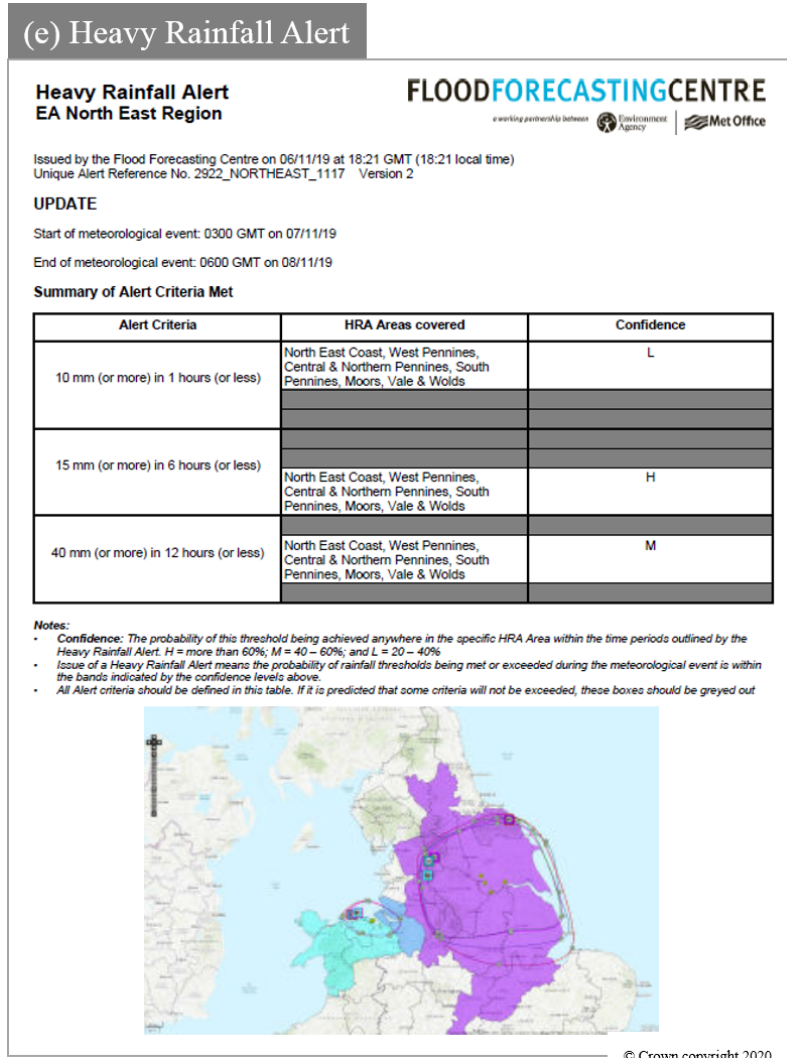 (e) Heavy Rainfall Alert
Heavy Rainfall Alert
EA North East Region
FLOODFORECASTINGCENTRE
a working partnership between
Environment
Agency
Met Office
Issued by the Flood Forecasting Centre on 06/11/19 at 18:21 GMT (18:21 local time)
Unique Alert Reference No. 2922_NORTHEAST_1117 Version 2
UPDATE
Start of meteorological event: 0300 GMT on 07/11/19
End of meteorological event: 0600 GMT on 08/11/19
Summary of Alert Criteria Met
Alert Criteria
HRA Areas covered
Confidence
10 mm (or more) in 1 hours (or less)
North East Coast, West Pennines,
Central & Northern Pennines, South
Pennines, Moors, Vale & Wolds
L
15 mm (or more) in 6 hours (or less)
North East Coast, West Pennines,
Central & Northern Pennines, South
Pennines, Moors, Vale & Wolds
H
40 mm (or more) in 12 hours (or less)
North East Coast, West Pennines,
Central & Northern Pennines, South
Pennines, Moors, Vale & Wolds
M
Notes:
• Confidence: The probability of this threshold being achieved anywhere in the specific HRA Area within the time periods outlined by the
Heavy Rainfall Alert. H = more than 60%; M = 40 – 60%; and L = 20 – 40%
• Issue of a Heavy Rainfall Alert means the probability of rainfall thresholds being met or exceeded during the meteorological event is within
the bands indicated by the confidence levels above.
• All Alert criteria should be defined in this table. If it is predicted that some criteria will not be exceeded, these boxes should be greyed out
© Crown copyright 2020